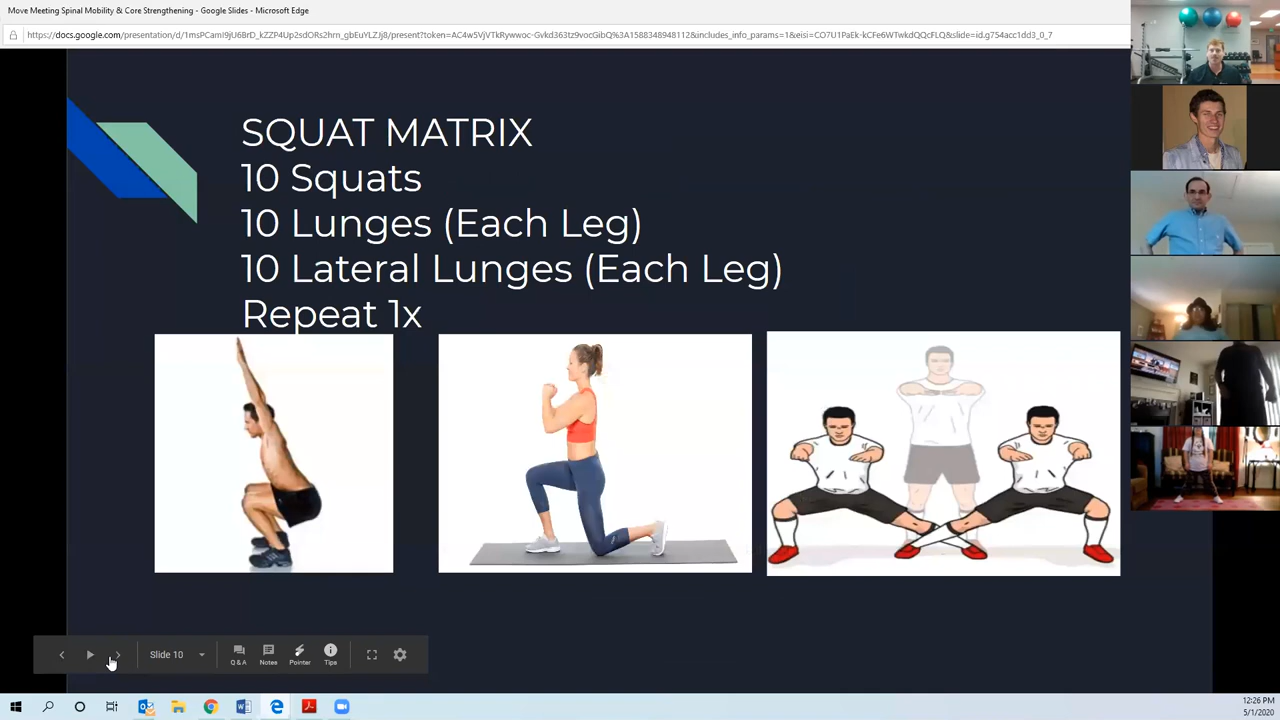 Move Meeting Spinal Mobility & Core Strengthening - Google Slides - Microsoft Edge
SQUAT MATRIX
10 Squats
10 Lunges (Each Leg)
10 Lateral Lunges (Each Leg)
Repeat 1x
Slide 10
Q & A
Notes
Pointer
Tips
12:26 PM
5/1/2020